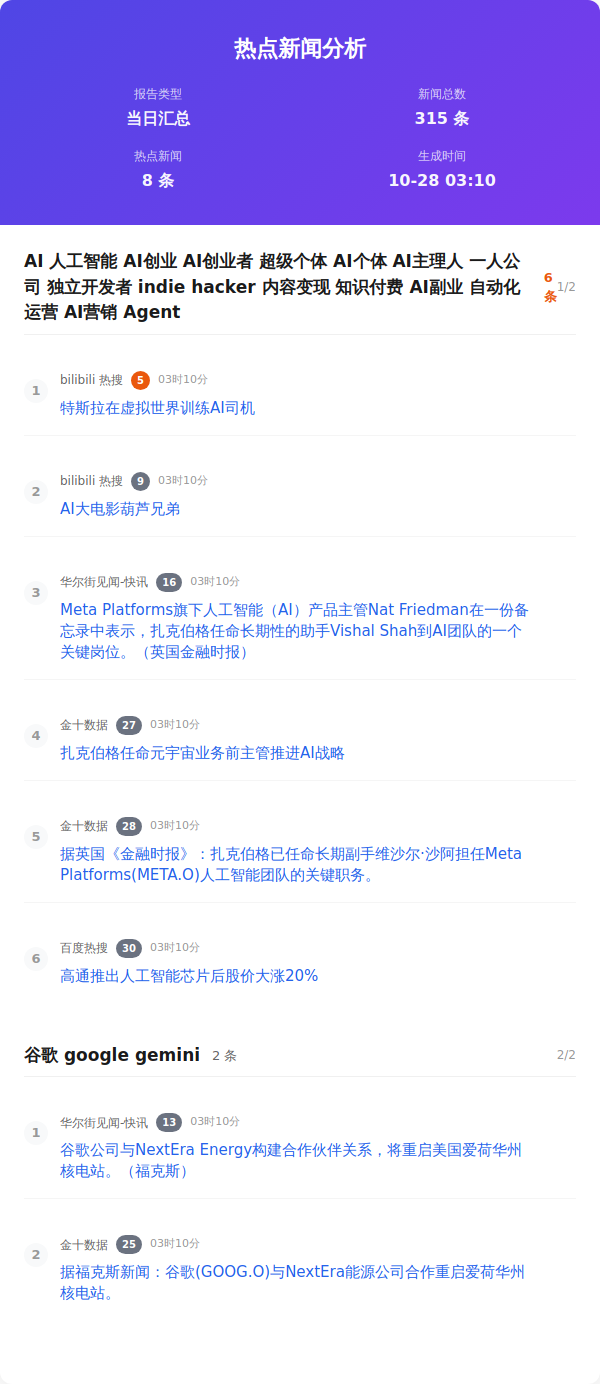 热点新闻分析
报告类型
新闻总数
当日汇总
315 条
热点新闻
生成时间
8 条
10-28 03:10
AI 人工智能 AI创业 AI创业者 超级个体 AI个体 AI主理人 一人公
司 独立开发者 indie hacker 内容变现 知识付费 AI副业 自动化
运营 AI营销 Agent
6
条
1/2
1
bilibili 热搜 5 03时10分
特斯拉在虚拟世界训练AI司机
2
bilibili 热搜 9 03时10分
AI大电影葫芦兄弟
3
华尔街见闻-快讯 16 03时10分
Meta Platforms旗下人工智能（AI）产品主管Nat Friedman在一份备
忘录中表示，扎克伯格任命长期性的助手Vishal Shah到AI团队的一个
关键岗位。（英国金融时报）
4
金十数据 27 03时10分
扎克伯格任命元宇宙业务前主管推进AI战略
5
金十数据 28 03时10分
据英国《金融时报》：扎克伯格已任命长期副手维沙尔·沙阿担任Meta
Platforms(META.O)人工智能团队的关键职务。
6
百度热搜 30 03时10分
高通推出人工智能芯片后股价大涨20%
谷歌 google gemini 2 条 2/2
1
华尔街见闻-快讯 13 03时10分
谷歌公司与NextEra Energy构建合作伙伴关系，将重启美国爱荷华州
核电站。（福克斯）
2
金十数据 25 03时10分
据福克斯新闻：谷歌(GOOG.O)与NextEra能源公司合作重启爱荷华州
核电站。